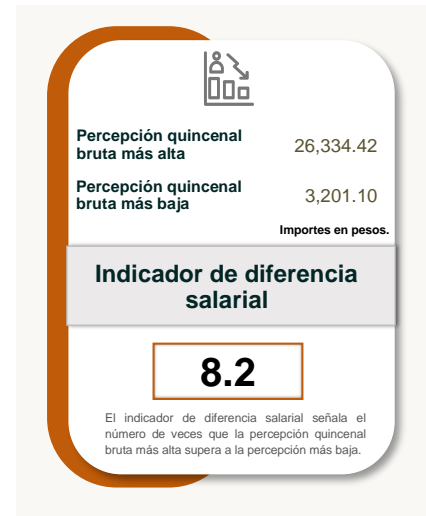 Percepción quincenal
bruta más alta
26,334.42
Percepción quincenal
bruta más baja
3,201.10
Importes en pesos.
Indicador de diferencia
salarial
8.2
El indicador de diferencia salarial señala el
número de veces que la percepción quincenal
bruta más alta supera a la percepción más baja.